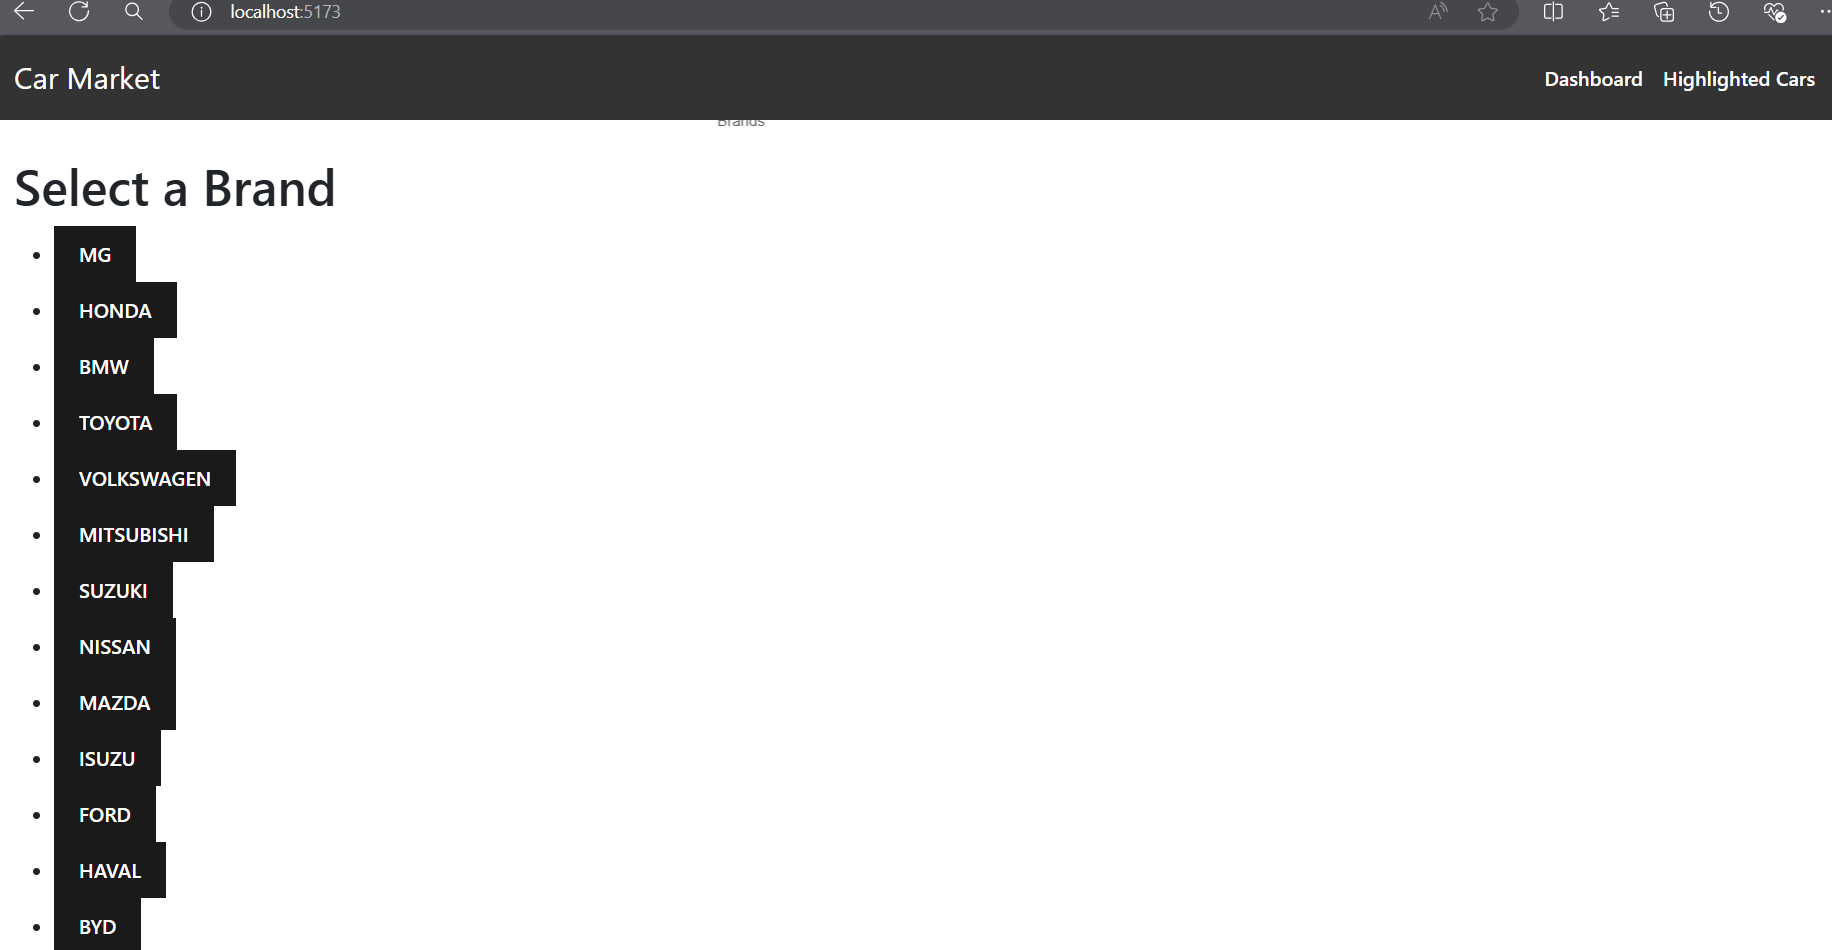 localhost:5173
Car Market
Dashboard Highlighted Cars
Brands
Select a Brand
MG
HONDA
BMW
TOYOTA
VOLKSWAGEN
MITSUBISHI
SUZUKI
NISSAN
MAZDA
ISUZU
FORD
HAVAL
BYD